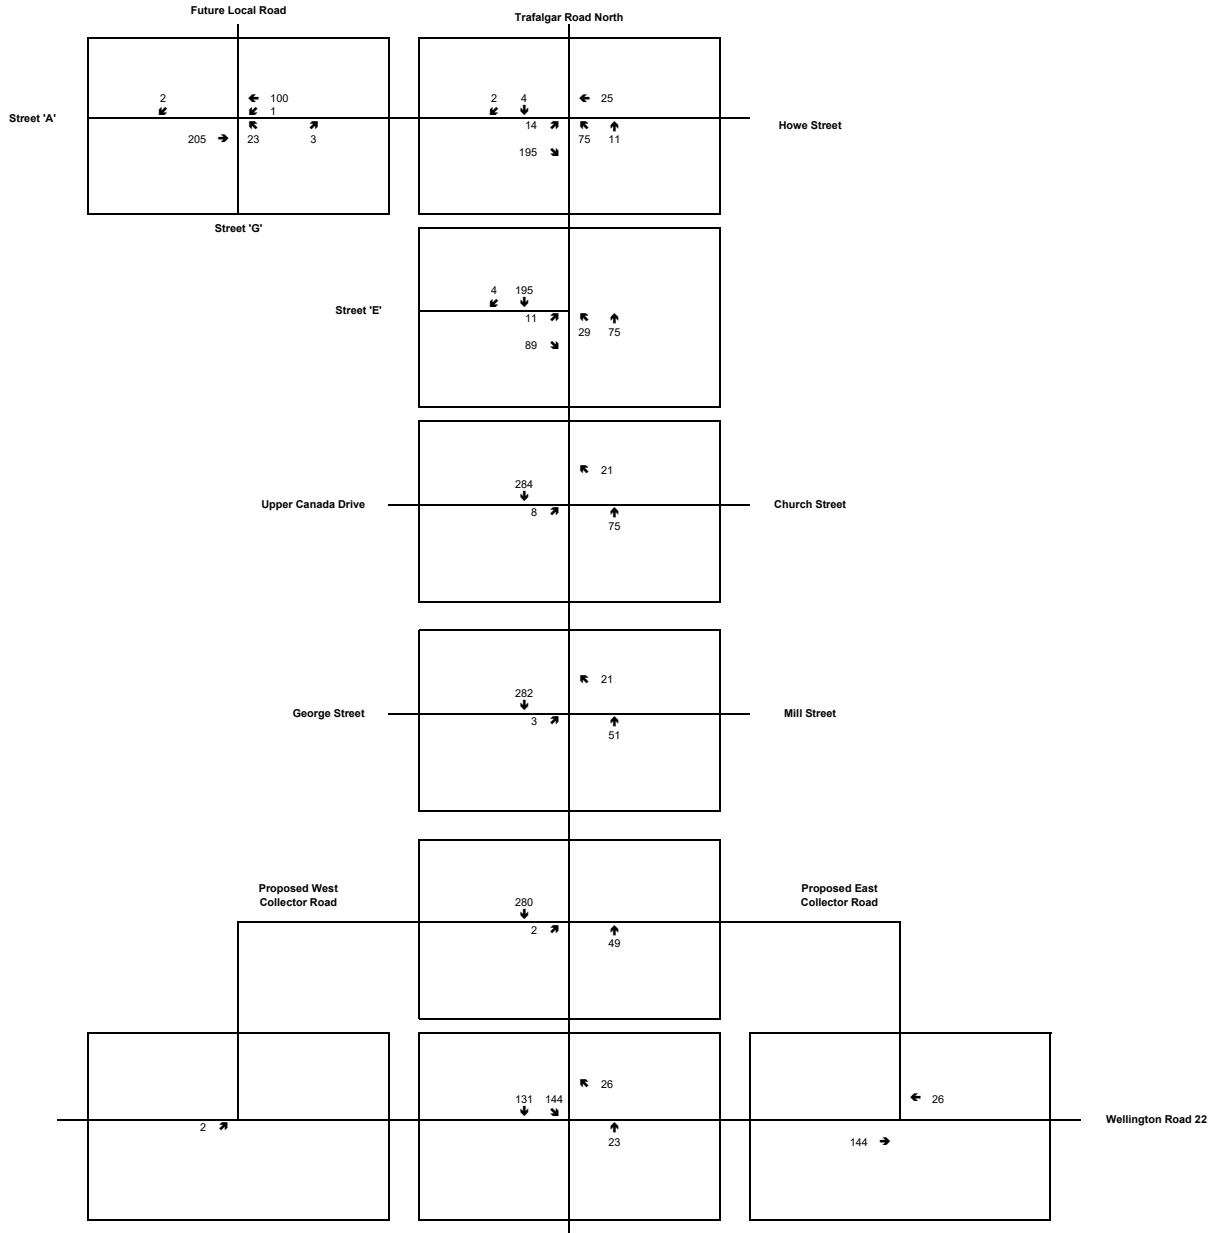 Future Local Road
Trafalgar Road North
2
100
1
Street 'A'
205
23
3
Street 'G'
2
4
25
14
75
11
195
Howe Street
4
195
Street 'E'
11
29
75
89
21
284
Upper Canada Drive
8
75
Church Street
21
282
George Street
3
51
Mill Street
Proposed West
Collector Road
280
2
49
Proposed East
Collector Road
2
26
131 144
23
26
144
Wellington Road 22